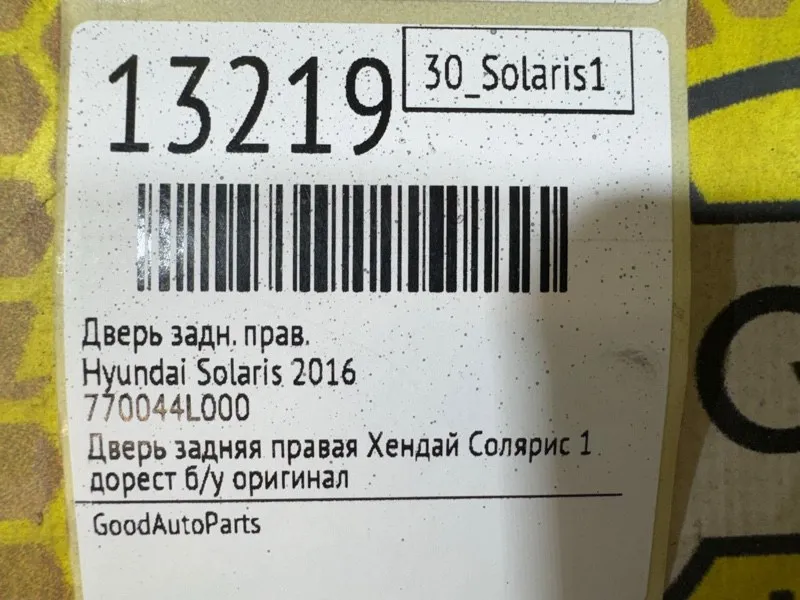 13219
30_Solaris1
Дверь задн. прав.
Hyundai Solaris 2016
770044L000
Дверь задняя правая Хендай Солярис 1
дорест б/у оригинал
GoodAutoParts